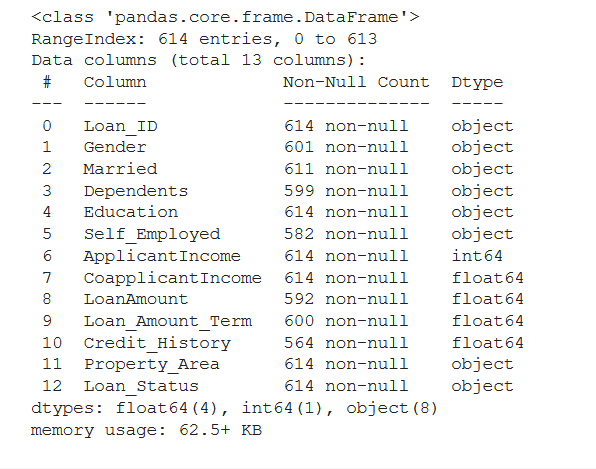 <class 'pandas.core.frame.DataFrame'>
RangeIndex: 614 entries, 0 to 613
Data columns (total 13 columns):
 #   Column             Non-Null Count  Dtype
---  ------             --------------  -----
 0   Loan_ID            614 non-null    object
 1   Gender             601 non-null    object
 2   Married            611 non-null    object
 3   Dependents         599 non-null    object
 4   Education          614 non-null    object
 5   Self_Employed      582 non-null    object
 6   ApplicantIncome    614 non-null    int64
 7   CoapplicantIncome  614 non-null    float64
 8   LoanAmount         592 non-null    float64
 9   Loan_Amount_Term   600 non-null    float64
 10  Credit_History     564 non-null    float64
 11  Property_Area      614 non-null    object
 12  Loan_Status        614 non-null    object
dtypes: float64(4), int64(1), object(8)
memory usage: 62.5+ KB